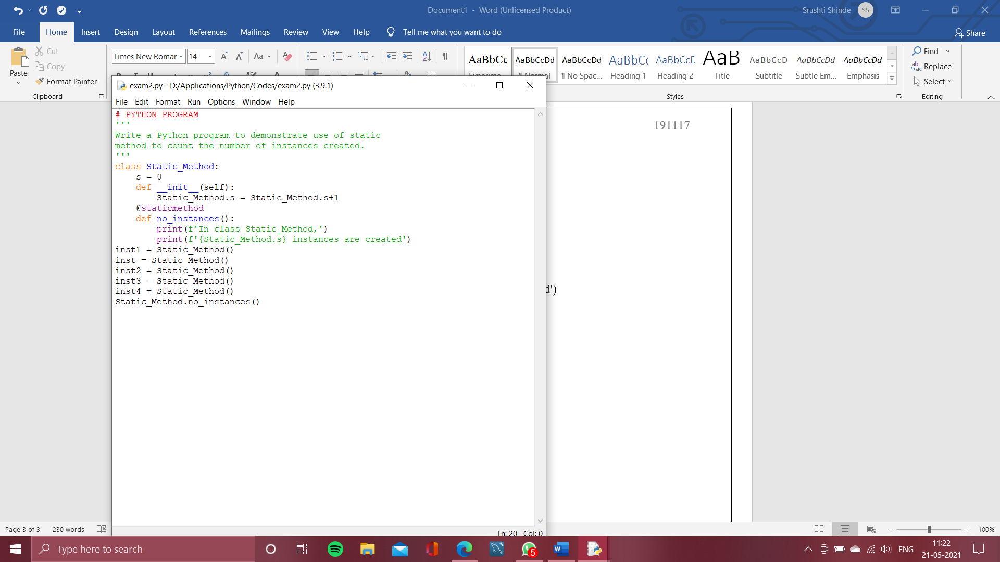 Document1 - Word (Unlicensed Product)
Srushti Shinde
SS
File Home Insert Design Layout References Mailings Review View Help Tell me what you want to do
Share
Paste
Cut
Copy
Format Painter
Clipboard
Times New Roman 14
Aa
AaBbCc AaBbCcDd AaBbCcDd AaBbCc AaBbCcE AaB AaBbCcD AaBbCcDd AaBbCcDd
¶ Normal ¶ No Spac... Heading 1 Heading 2 Title Subtitle Subtle Em... Emphasis
Styles
Find
Replace
Select
Editing
exam2.py - D:/Applications/Python/Codes/exam2.py (3.9.1)
File Edit Format Run Options Window Help
# PYTHON PROGRAM
'''
Write a Python program to demonstrate use of static
method to count the number of instances created.
'''
class Static_Method:
    s = 0
    def __init__(self):
        Static_Method.s = Static_Method.s+1
    @staticmethod
    def no_instances():
        print(f'In class Static_Method,')
        print(f'{Static_Method.s} instances are created')
inst1 = Static_Method()
inst = Static_Method()
inst2 = Static_Method()
inst3 = Static_Method()
inst4 = Static_Method()
Static_Method.no_instances()
Ln: 20 Col: 0
191117
d')
Page 3 of 3 230 words
100%
Type here to search
5
ENG
11:22
21-05-2021